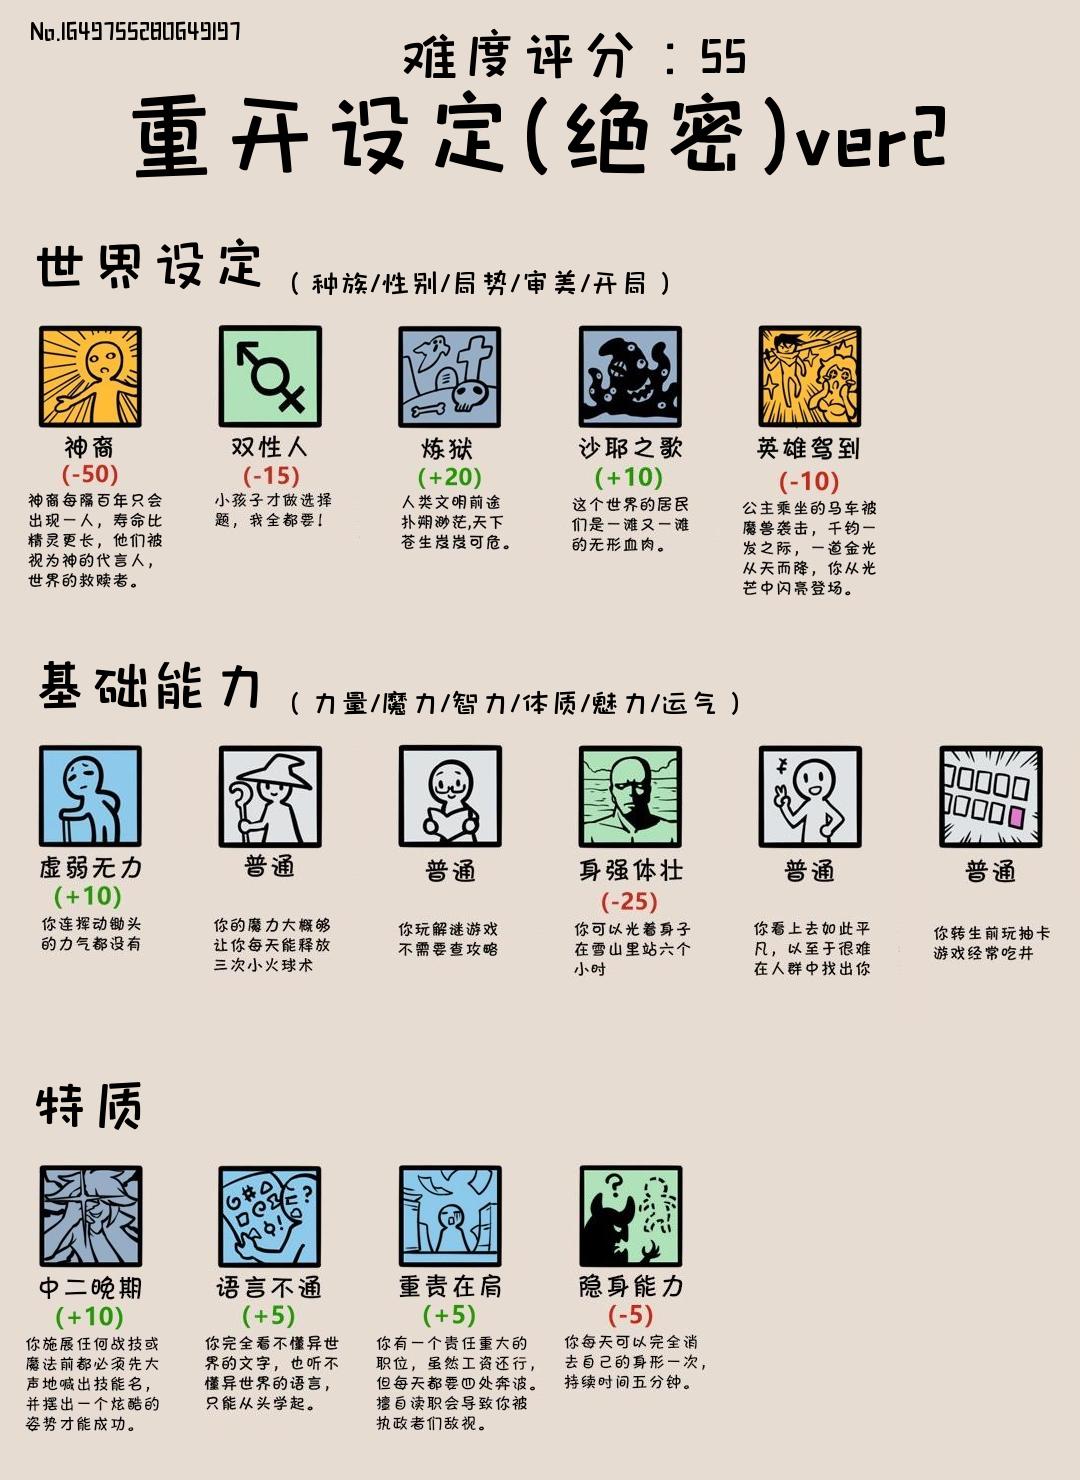 No.1649755280649197
难度评分：55
重开设定(绝密)ver2
世界设定
（种族/性别/局势/审美/开局）
神裔
(-50)
神裔每隔百年只会
出现一人，寿命比
精灵更长，他们被
视为神的代言人，
世界的救赎者。
双性人
(-15)
小孩子才做选择
题，我全都要！
炼狱
(+20)
人类文明前途
扑朔渺茫,天下
苍生岌岌可危。
沙耶之歌
(+10)
这个世界的居民
们是一滩又一滩
的无形血肉。
英雄驾到
(-10)
公主乘坐的马车被
魔兽袭击，千钧一
发之际，一道金光
从天而降，你从光
芒中闪亮登场。
基础能力
（力量/魔力/智力/体质/魅力/运气）
虚弱无力
(+10)
你连挥动锄头
的力气都没有
普通
你的魔力大概够
让你每天能释放
三次小火球术
普通
你玩解谜游戏
不需要查攻略
身强体壮
(-25)
你可以光着身子
在雪山里站六个
小时
普通
你看上去如此平
凡，以至于很难
在人群中找出你
普通
你转生前玩抽卡
游戏经常吃井
特质
中二晚期
(+10)
你施展任何战技或
魔法前都必须先大
声地喊出技能名，
并摆出一个炫酷的
姿势才能成功。
语言不通
(+5)
你完全看不懂异世
界的文字，也听不
懂异世界的语言，
只能从头学起。
重责在肩
(+5)
你有一个责任重大的
职位，虽然工资还行，
但每天都要四处奔波。
擅自读职会导致你被
执政者们敌视。
隐身能力
(-5)
你每天可以完全消
去自己的身形一次，
持续时间五分钟。
¥
?
?